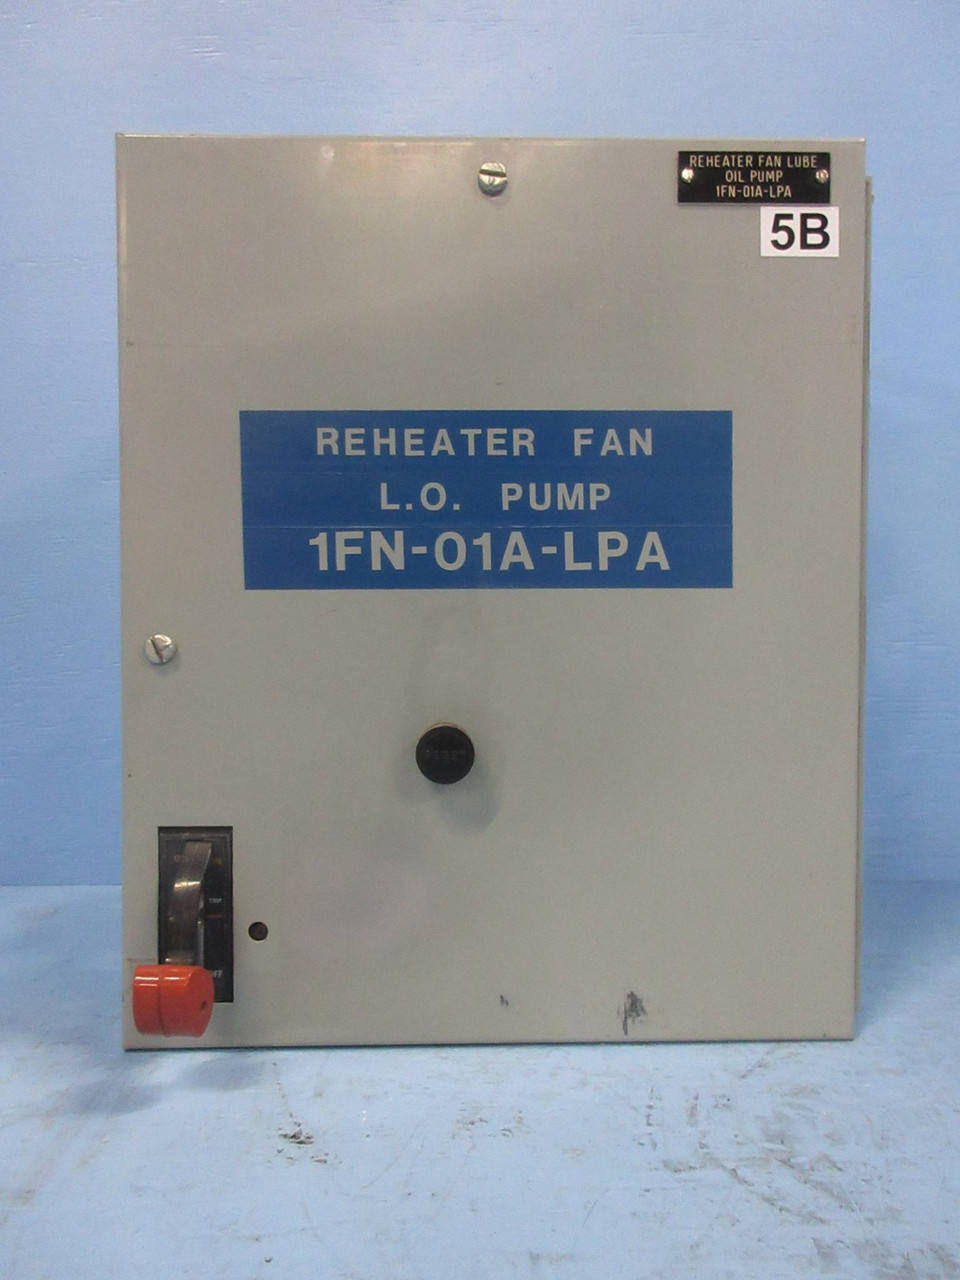 REHEATER FAN LUBE
OIL PUMP
1FN-01A-LPA
5B
REHEATER FAN
L.O. PUMP
1FN-01A-LPA
RESET
TRIP
OFF